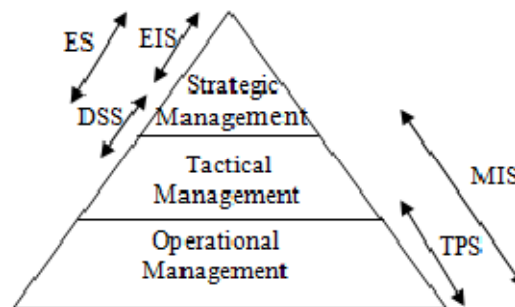 ES
EIS
DSS
Strategic
Management
Tactical
Management
Operational
Management
MIS
TPS